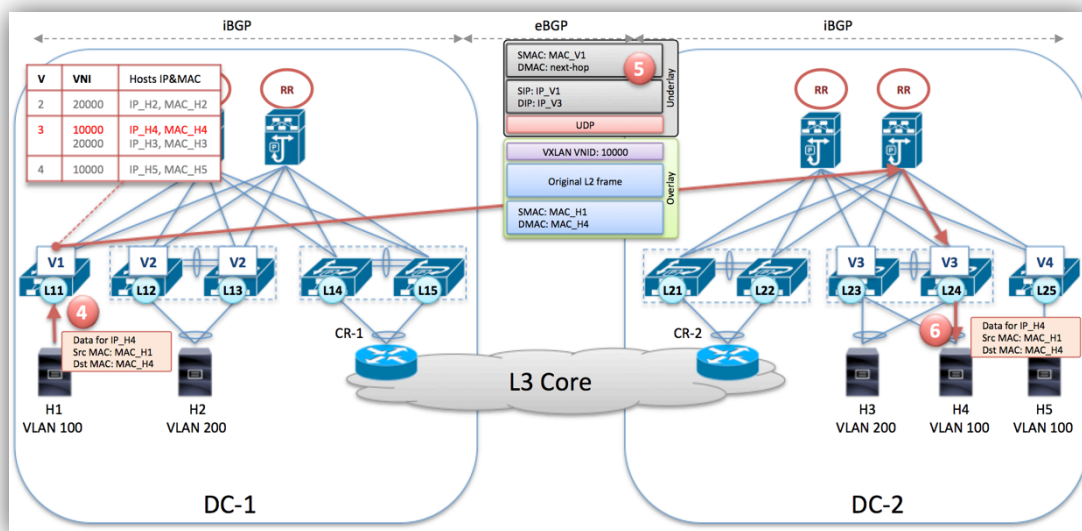 iBGP
eBGP
iBGP
V VNI Hosts IP&MAC
2 20000 IP_H2, MAC_H2
3 10000 IP_H4, MAC_H4
20000 IP_H3, MAC_H3
4 10000 IP_H5, MAC_H5
RR
RR
RR
SMAC: MAC_V1
DMAC: next-hop
5
SIP: IP_V1
DIP: IP_V3
UDP
Underlay
VXLAN VNID: 10000
Original L2 frame
SMAC: MAC_H1
DMAC: MAC_H4
Overlay
V1
V2
V2
V3
V3
V4
L11
L12
L13
L14
L15
L21
L22
L23
L24
L25
4
Data for IP_H4
Src MAC: MAC_H1
Dst MAC: MAC_H4
CR-1
CR-2
6
Data for IP_H4
Src MAC: MAC_H1
Dst MAC: MAC_H4
L3 Core
H1
VLAN 100
H2
VLAN 200
H3
VLAN 200
H4
VLAN 100
H5
VLAN 100
DC-1
DC-2